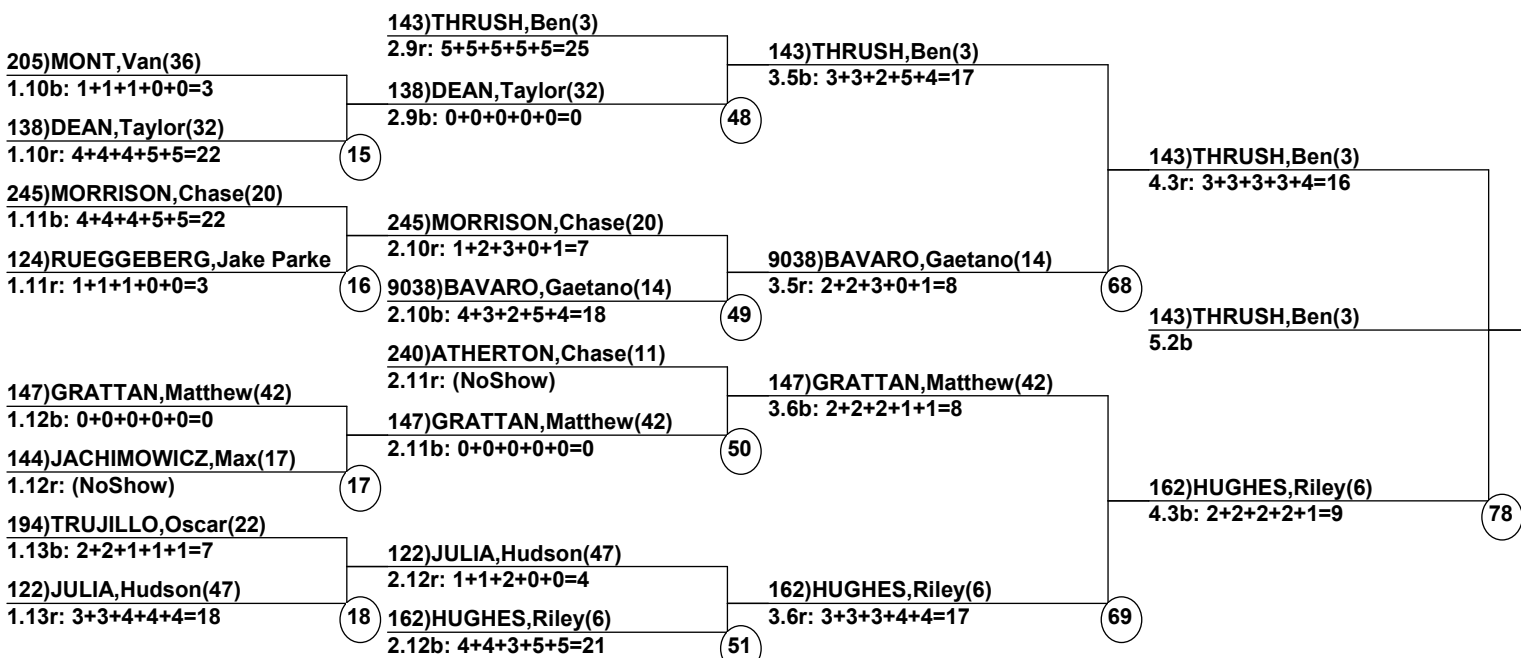 205)MONT,Van(36)
1.10b: 1+1+1+0+0=3
138)DEAN,Taylor(32)
1.10r: 4+4+4+5+5=22
15
245)MORRISON,Chase(20)
1.11b: 4+4+4+5+5=22
124)RUEGGEBERG,Jake Parke
1.11r: 1+1+1+0+0=3
16
147)GRATTAN,Matthew(42)
1.12b: 0+0+0+0+0=0
144)JACHIMOWICZ,Max(17)
1.12r: (NoShow)
17
194)TRUJILLO,Oscar(22)
1.13b: 2+2+1+1+1=7
122)JULIA,Hudson(47)
1.13r: 3+3+4+4+4=18
18
143)THRUSH,Ben(3)
2.9r: 5+5+5+5+5=25
138)DEAN,Taylor(32)
2.9b: 0+0+0+0+0=0
48
245)MORRISON,Chase(20)
2.10r: 1+2+3+0+1=7
9038)BAVARO,Gaetano(14)
2.10b: 4+3+2+5+4=18
49
240)ATHERTON,Chase(11)
2.11r: (NoShow)
147)GRATTAN,Matthew(42)
2.11b: 0+0+0+0+0=0
50
122)JULIA,Hudson(47)
2.12r: 1+1+2+0+0=4
162)HUGHES,Riley(6)
2.12b: 4+4+3+5+5=21
51
143)THRUSH,Ben(3)
3.5b: 3+3+2+5+4=17
9038)BAVARO,Gaetano(14)
3.5r: 2+2+3+0+1=8
68
147)GRATTAN,Matthew(42)
3.6b: 2+2+2+1+1=8
162)HUGHES,Riley(6)
3.6r: 3+3+3+4+4=17
69
143)THRUSH,Ben(3)
4.3r: 3+3+3+3+4=16
162)HUGHES,Riley(6)
4.3b: 2+2+2+2+1=9
78
143)THRUSH,Ben(3)
5.2b